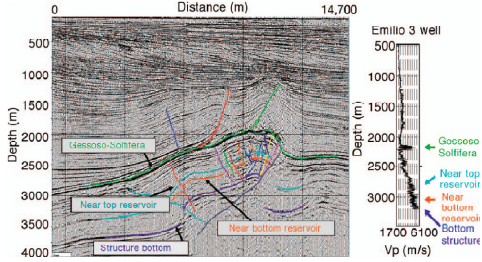 Distance (m)
0
14,700
Depth (m)
500
1000
1500
2000
2500
3000
3500
4000
Gessoso-Solfifera
Near top reservoir
Near bottom reservoir
Structure bottom
Emilio 3 well
Depth (m)
500
1000
1500
2000
2500
3000
Goccoso
Solfifera
Near top
reservoir
Near
bottom
reservoir
Bottom
structure
1700 6100
Vp (m/s)